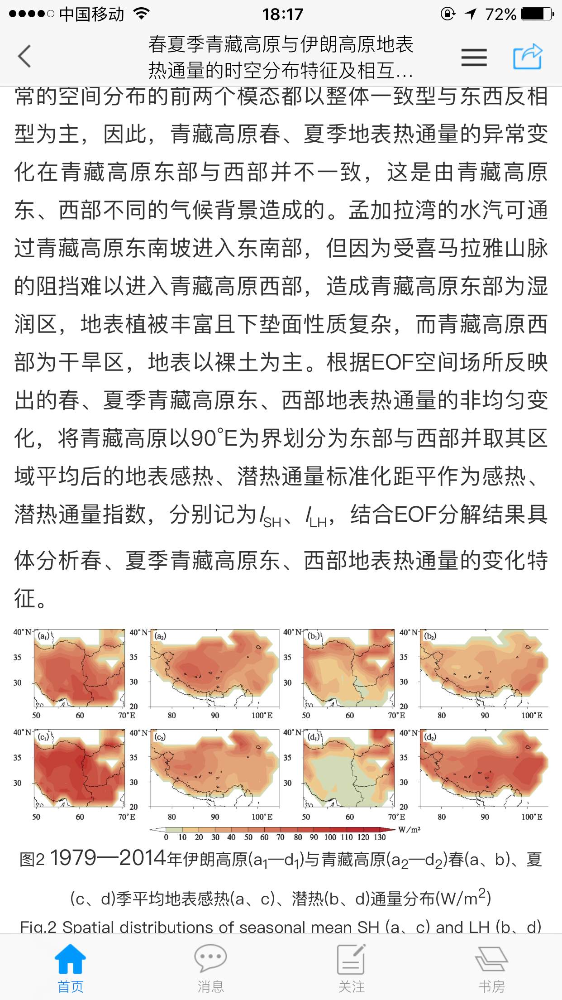 中国移动
18:17
72%
春夏季青藏高原与伊朗高原地表
热通量的时空分布特征及相互...
常的空间分布的前两个模态都以整体一致型与东西反相
型为主，因此，青藏高原春、夏季地表热通量的异常变
化在青藏高原东部与西部并不一致，这是由青藏高原
东、西部不同的气候背景造成的。孟加拉湾的水汽可通
过青藏高原东南坡进入东南部，但因为受喜马拉雅山脉
的阻挡难以进入青藏高原西部，造成青藏高原东部为湿
润区，地表植被丰富且下垫面性质复杂，而青藏高原西
部为干旱区，地表以裸土为主。根据EOF空间场所反映
出的春、夏季青藏高原东、西部地表热通量的非均匀变
化，将青藏高原以90°E为界划分为东部与西部并取其区
域平均后的地表感热、潜热通量标准化距平作为感热、
潜热通量指数，分别记为I_SH、I_LH，结合EOF分解结果具
体分析春、夏季青藏高原东、西部地表热通量的变化特
征。
40°N (a₁) 40°N (a₂) 40°N (b₁) 40°N (b₂)
35 35 35 35
30 30 30 30
20 20
50 60 70°E 80 90 100°E 50 60 70°E 80 90 100°E
40°N (c₁) 40°N (c₂) 40°N (d₁) 40°N (d₂)
35 35 35 35
30 30 30 30
20 20
50 60 70°E 80 90 100°E 50 60 70°E 80 90 100°E
W/m²
0 10 20 30 40 50 60 70 80 90 100 110 120 130
图2 1979—2014年伊朗高原(a₁—d₁)与青藏高原(a₂—d₂)春(a、b)、夏
(c、d)季平均地表感热(a、c)、潜热(b、d)通量分布(W/m²)
Fig.2 Spatial distributions of seasonal mean SH (a、c) and LH (b、d)
首页 消息 关注 书房